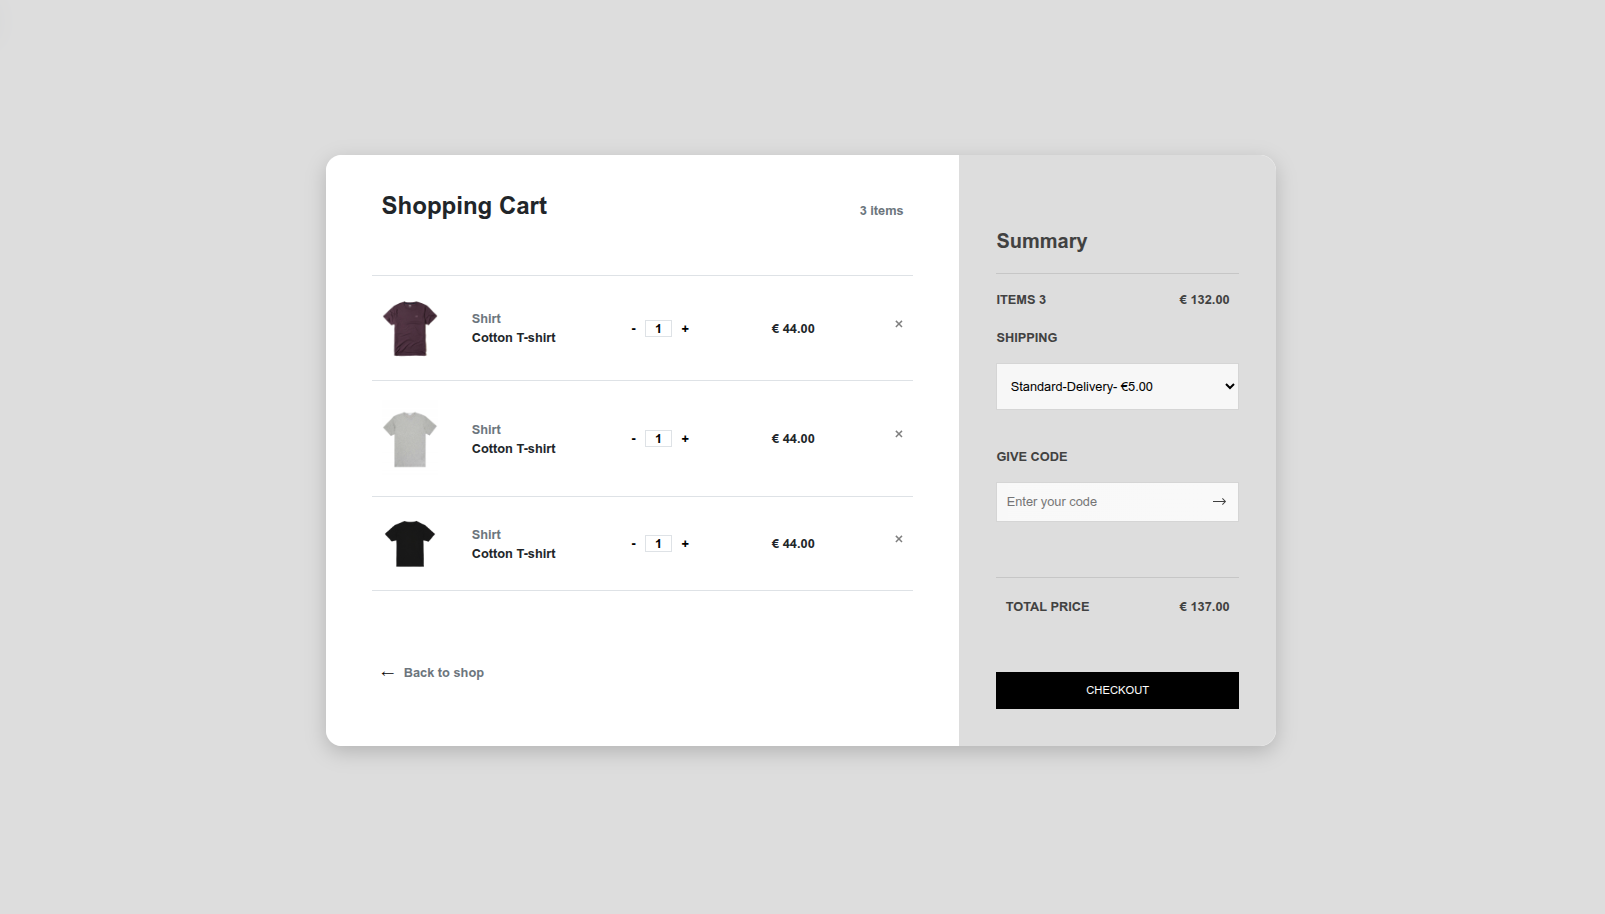 Shopping Cart
3 items
Shirt
Cotton T-shirt
- 1 +
€ 44.00
×
Shirt
Cotton T-shirt
- 1 +
€ 44.00
×
Shirt
Cotton T-shirt
- 1 +
€ 44.00
×
← Back to shop
Summary
ITEMS 3
€ 132.00
SHIPPING
Standard-Delivery- €5.00
GIVE CODE
Enter your code →
TOTAL PRICE
€ 137.00
CHECKOUT